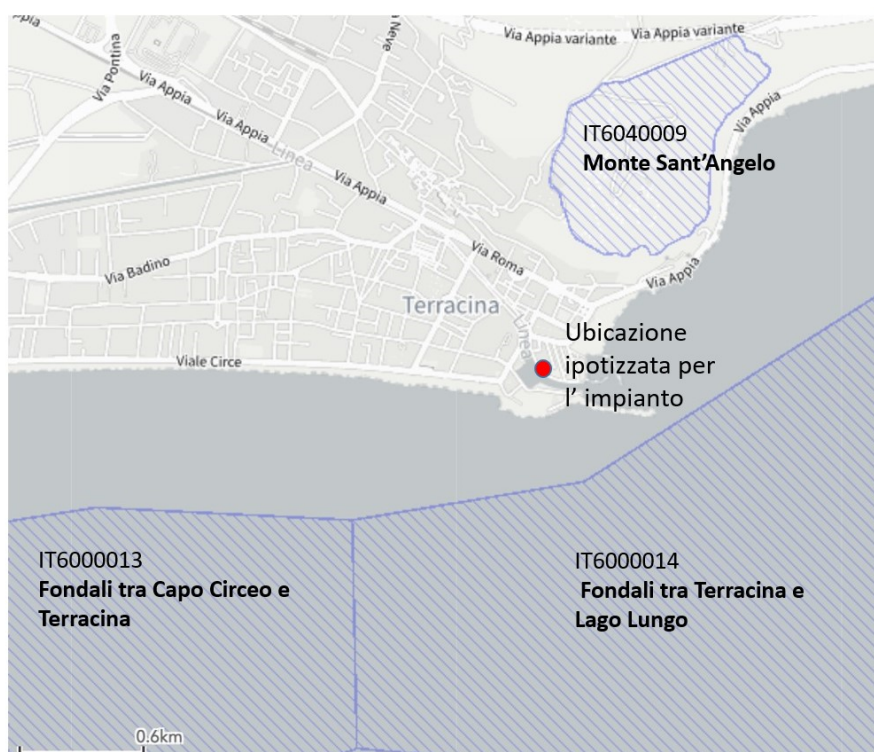 Via Appia variante
Via Appia variante
Via Pontina
Via Appia
Via Appia
Linea
Via Appia
Via Appia
IT6040009
Monte Sant'Angelo
Via Roma
Via Badino
Via Appia
Terracina
Linea
Ubicazione
ipotizzata per
l' impianto
Viale Circe
IT6000013
Fondali tra Capo Circeo e
Terracina
IT6000014
Fondali tra Terracina e
Lago Lungo
0.6km